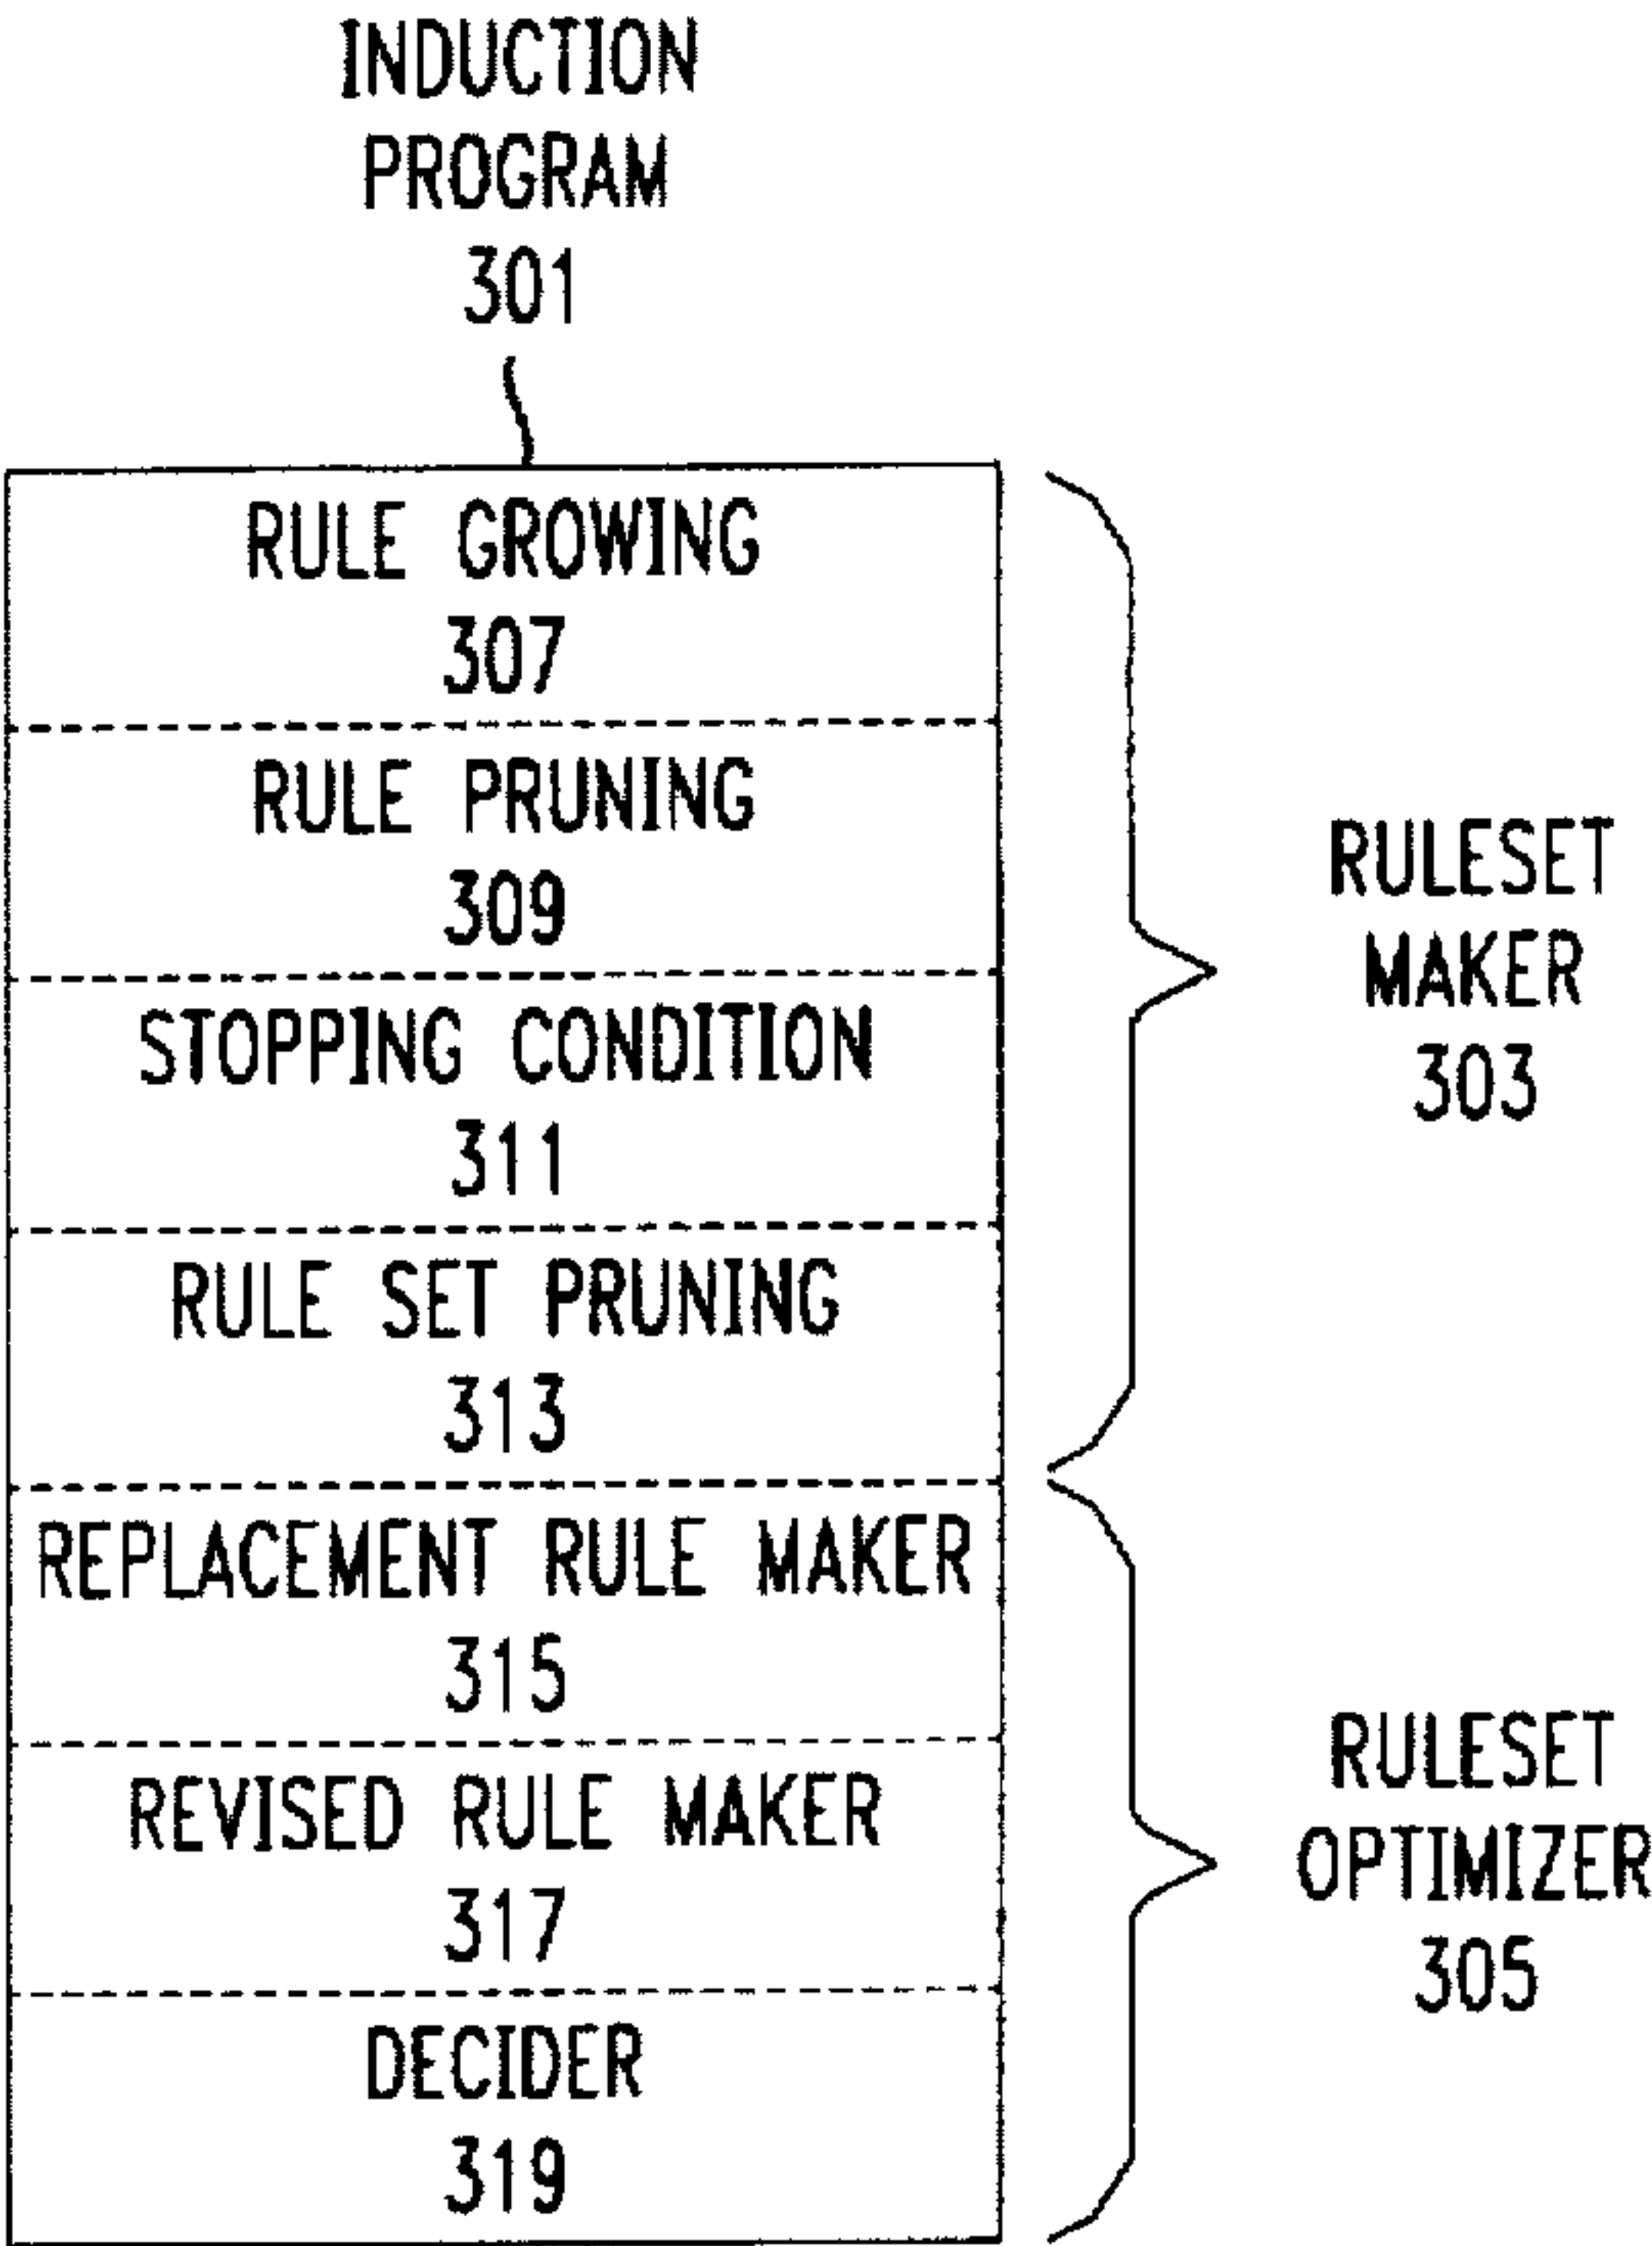 INDUCTION
PROGRAM
301
RULE GROWING
307
RULE PRUNING
309
STOPPING CONDITION
311
RULE SET PRUNING
313
REPLACEMENT RULE MAKER
315
REVISED RULE MAKER
317
DECIDER
319
RULESET
MAKER
303
RULESET
OPTIMIZER
305